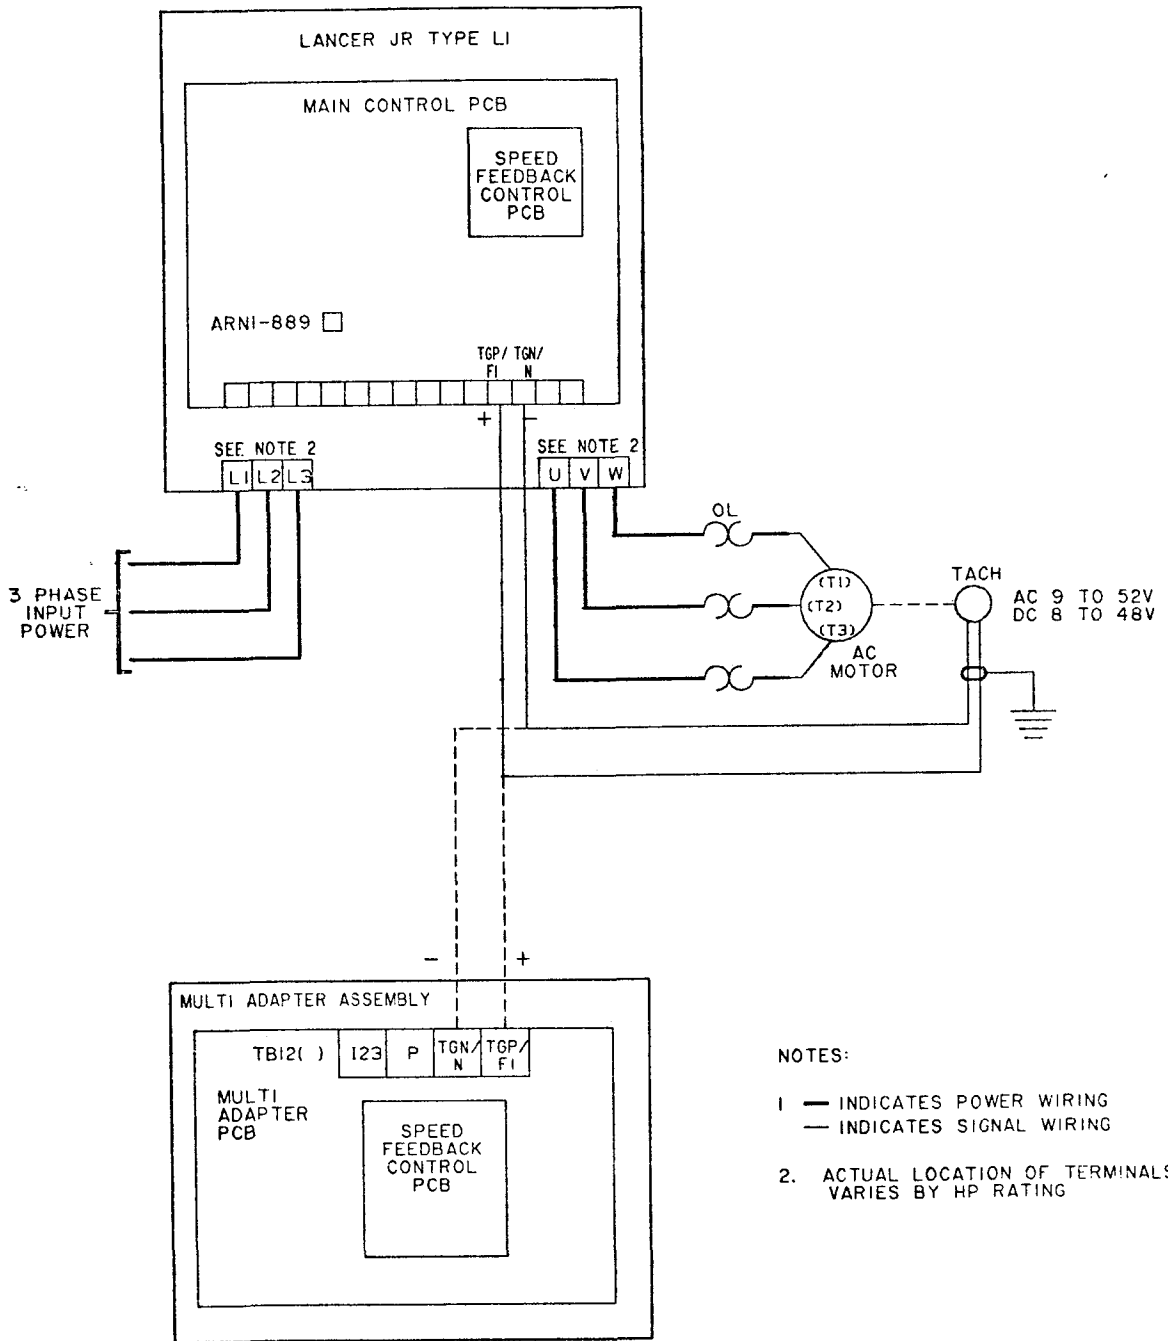 LANCER JR TYPE L1
MAIN CONTROL PCB
SPEED
FEEDBACK
CONTROL
PCB
ARNI-889
TGP/ TGN/
F1 N
+ -
SEE NOTE 2
L1 L2 L3
SEE NOTE 2
U V W
OL
3 PHASE
INPUT
POWER
(T1)
(T2)
(T3)
AC
MOTOR
TACH
AC 9 TO 52V
DC 8 TO 48V
- +
MULTI ADAPTER ASSEMBLY
TB12( ) 123 P TGN/ TGP/
N F1
MULTI
ADAPTER
PCB
SPEED
FEEDBACK
CONTROL
PCB
NOTES:
1 INDICATES POWER WIRING
INDICATES SIGNAL WIRING
2. ACTUAL LOCATION OF TERMINALS
VARIES BY HP RATING